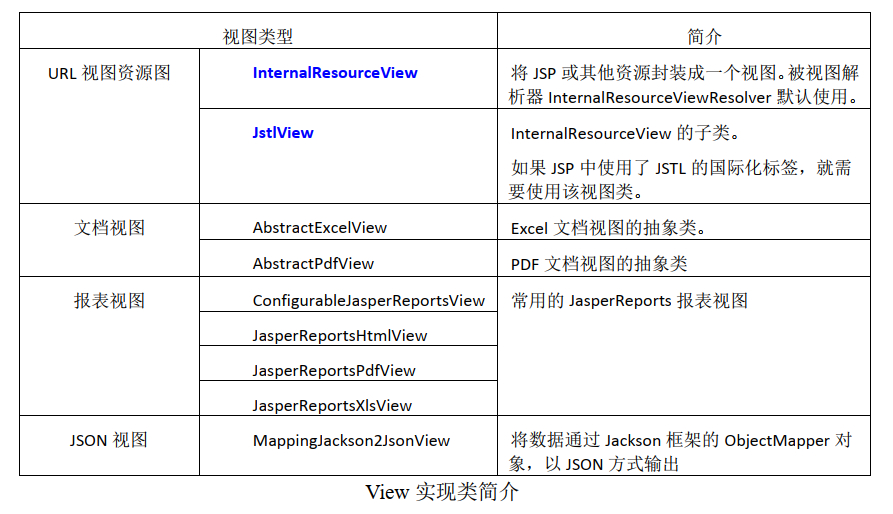 视图类型 简介
URL 视图资源图 InternalResourceView 将 JSP 或其他资源封装成一个视图。被视图解
析器 InternalResourceViewResolver 默认使用。
JstlView InternalResourceView 的子类。
如果 JSP 中使用了 JSTL 的国际化标签，就需
要使用该视图类。
文档视图 AbstractExcelView Excel 文档视图的抽象类。
AbstractPdfView PDF 文档视图的抽象类
报表视图 ConfigurableJasperReportsView 常用的 JasperReports 报表视图
JasperReportsHtmlView
JasperReportsPdfView
JasperReportsXlsView
JSON 视图 MappingJackson2JsonView 将数据通过 Jackson 框架的 ObjectMapper 对
象，以 JSON 方式输出
View 实现类简介